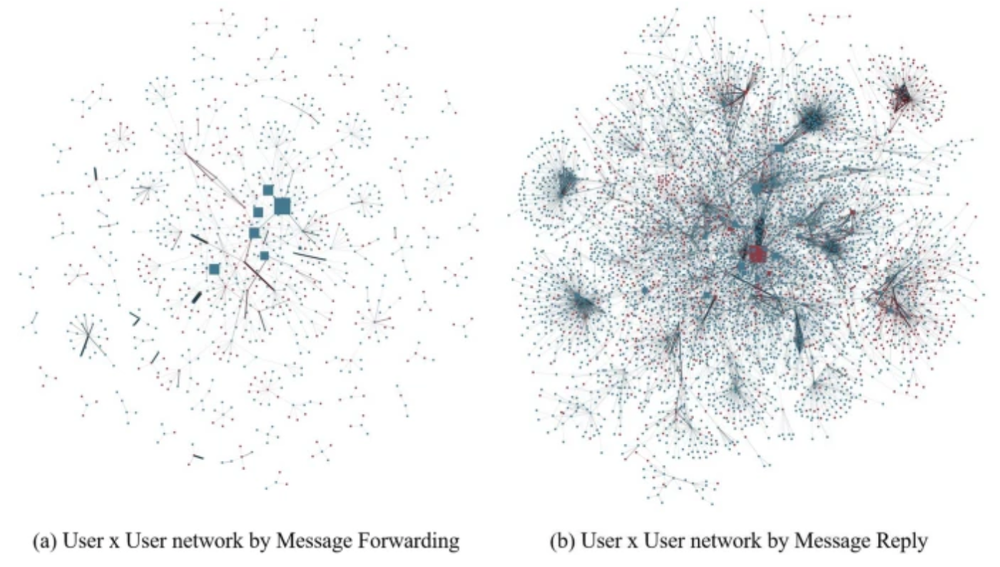 (a) User x User network by Message Forwarding
(b) User x User network by Message Reply